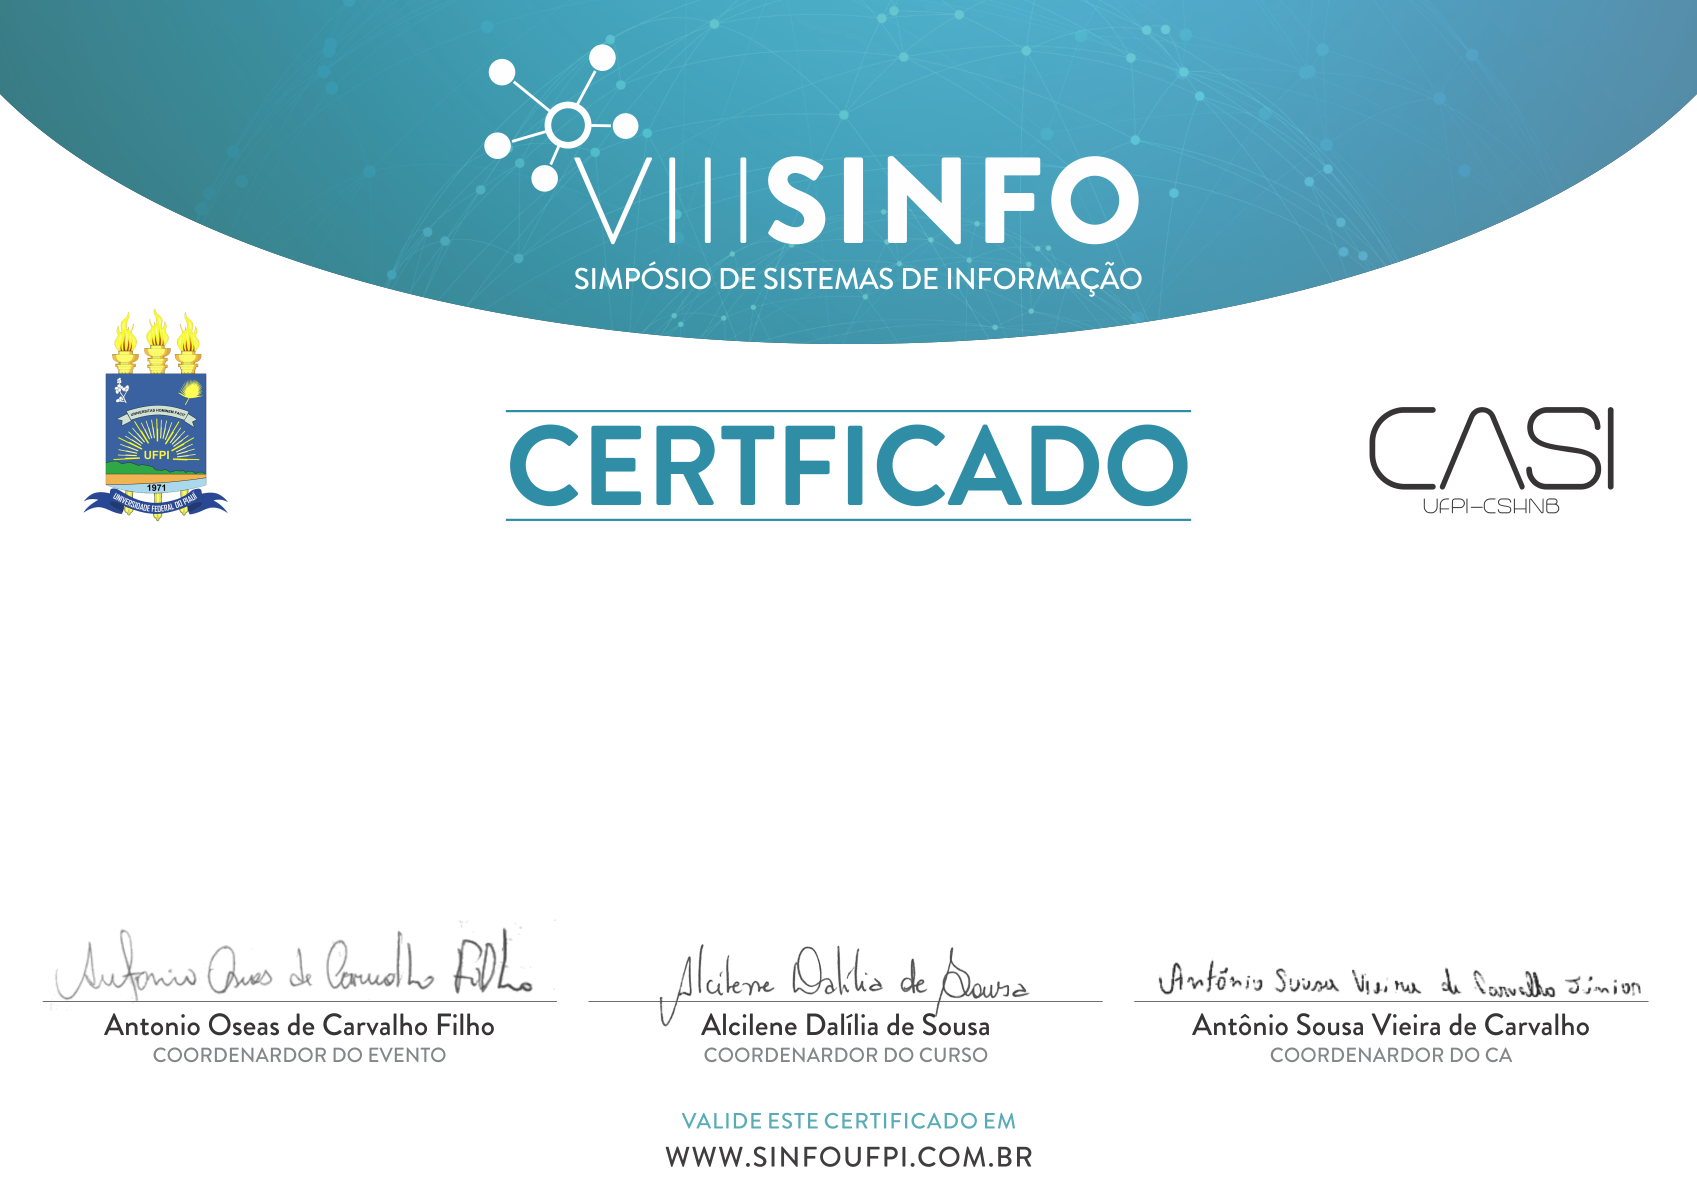 VIIISINFO
SIMPÓSIO DE SISTEMAS DE INFORMAÇÃO
UNIVERSITAS HOMINEM FACIT
UFPI
1971
UNIVERSIDADE FEDERAL DO PIAUÍ
CERTFICADO
CASI
UFPI-CSHNB
Antonio Oseas de Carvalho Filho
Alcilene Dalília de Sousa
Antônio Sousa Vieira de Carvalho Júnior
Antonio Oseas de Carvalho Filho
COORDENARDOR DO EVENTO
Alcilene Dalília de Sousa
COORDENARDOR DO CURSO
Antônio Sousa Vieira de Carvalho
COORDENARDOR DO CA
VALIDE ESTE CERTIFICADO EM
WWW.SINFOUFPI.COM.BR